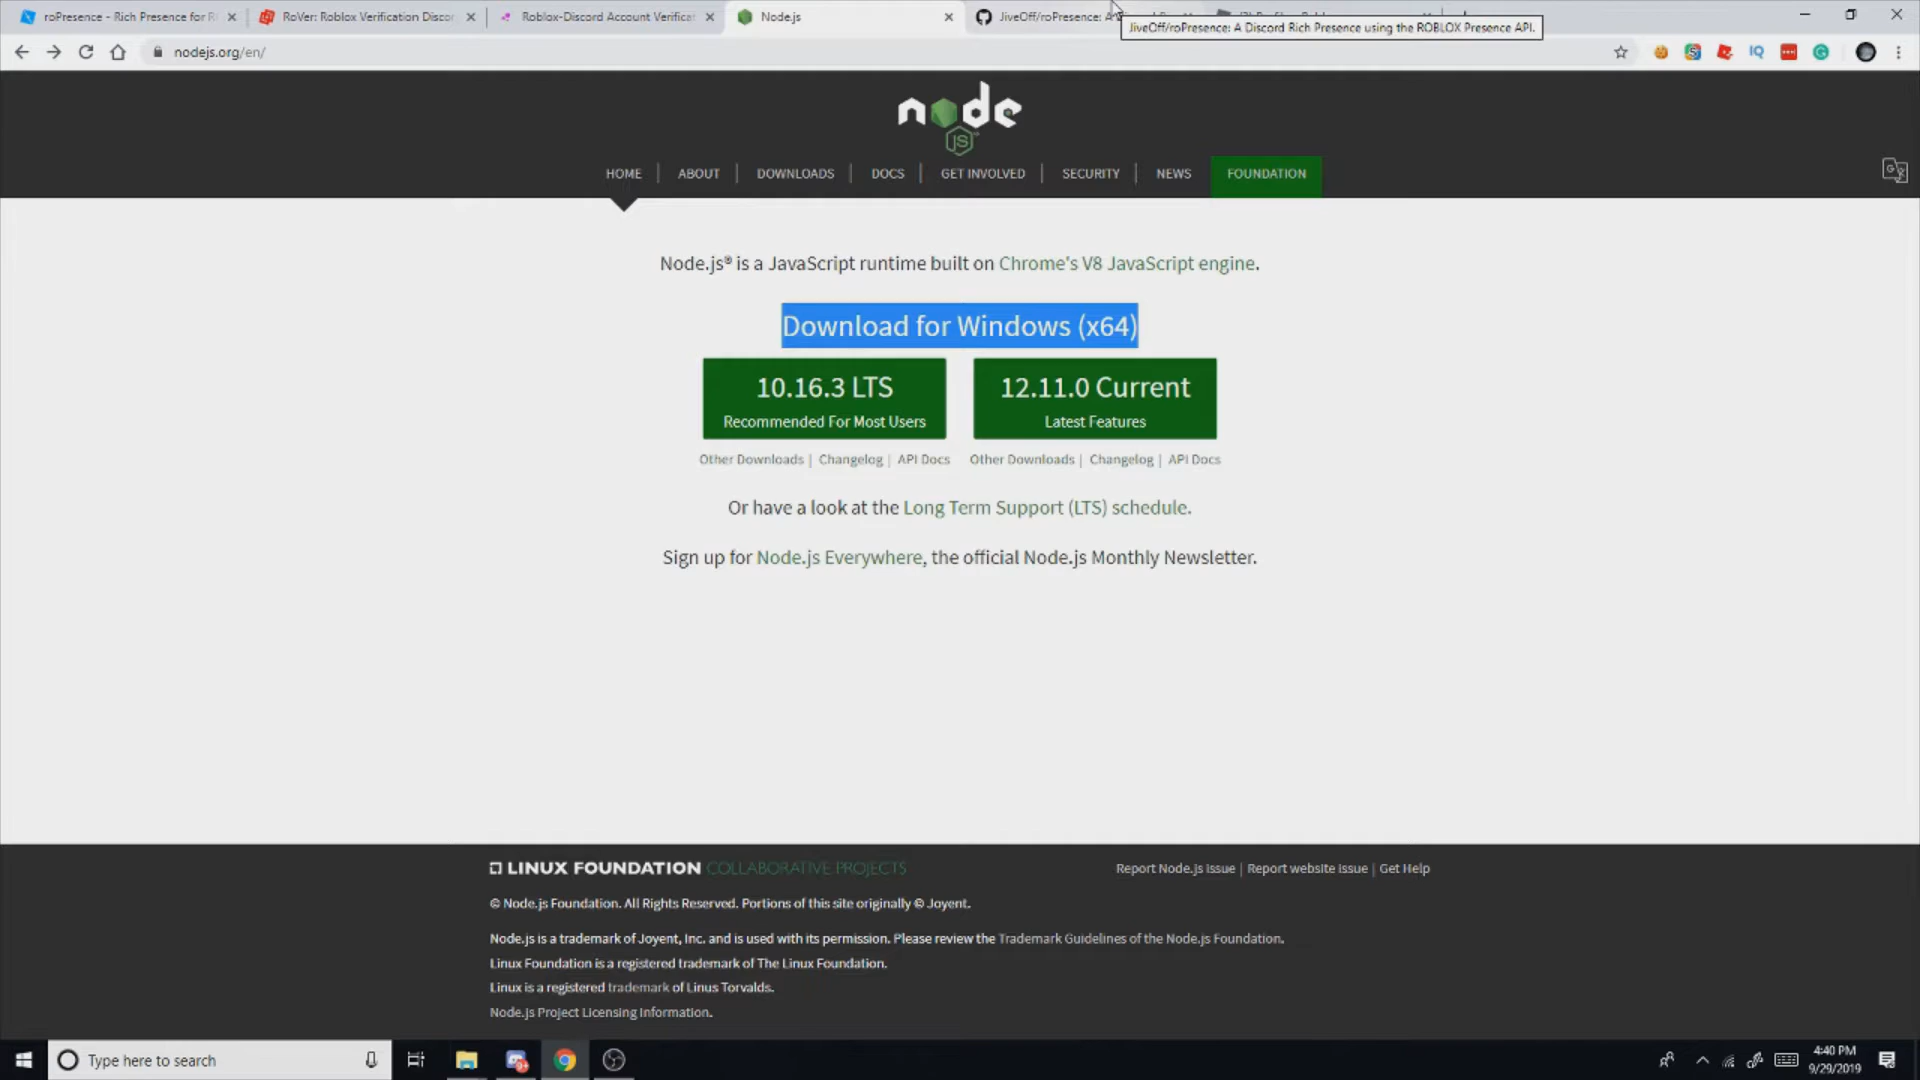 roPresence - Rich Presence for R
RoVer: Roblox Verification Discor
Roblox-Discord Account Verificat
Node.js
JiveOff/roPresence: A
JiveOff/roPresence: A Discord Rich Presence using the ROBLOX Presence API.
nodejs.org/en/
IQ
node
JS
HOME
ABOUT
DOWNLOADS
DOCS
GET INVOLVED
SECURITY
NEWS
FOUNDATION
Node.js® is a JavaScript runtime built on Chrome's V8 JavaScript engine.
Download for Windows (x64)
10.16.3 LTS
Recommended For Most Users
12.11.0 Current
Latest Features
Other Downloads | Changelog | API Docs
Other Downloads | Changelog | API Docs
Or have a look at the Long Term Support (LTS) schedule.
Sign up for Node.js Everywhere, the official Node.js Monthly Newsletter.
LINUX FOUNDATION COLLABORATIVE PROJECTS
Report Node.js issue | Report website issue | Get Help
© Node.js Foundation. All Rights Reserved. Portions of this site originally © Joyent.
Node.js is a trademark of Joyent, Inc. and is used with its permission. Please review the Trademark Guidelines of the Node.js Foundation.
Linux Foundation is a registered trademark of The Linux Foundation.
Linux is a registered trademark of Linus Torvalds.
Node.js Project Licensing Information.
Type here to search
4:40 PM
9/29/2019